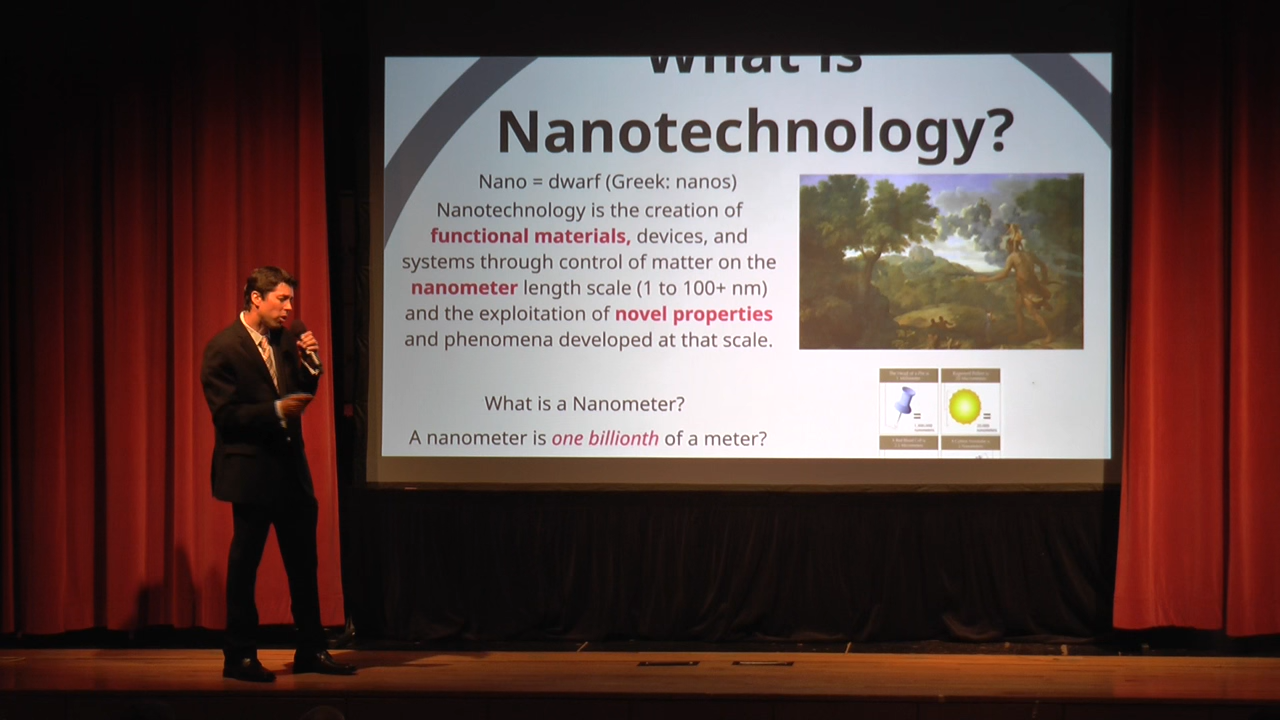 What is
Nanotechnology?
Nano = dwarf (Greek: nanos)
Nanotechnology is the creation of
functional materials, devices, and
systems through control of matter on the
nanometer length scale (1 to 100+ nm)
and the exploitation of novel properties
and phenomena developed at that scale.
What is a Nanometer?
A nanometer is one billionth of a meter?
=
=